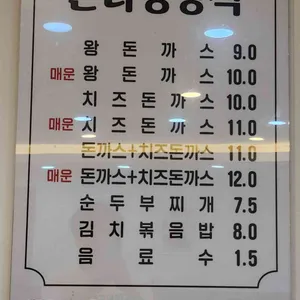 왕돈까스 9.0
매운 왕돈까스 10.0
치즈돈까스 10.0
매운 치즈돈까스 11.0
돈까스+치즈돈까스 11.0
매운 돈까스+치즈돈까스 12.0
순두부찌개 7.5
김치볶음밥 8.0
음료수 1.5